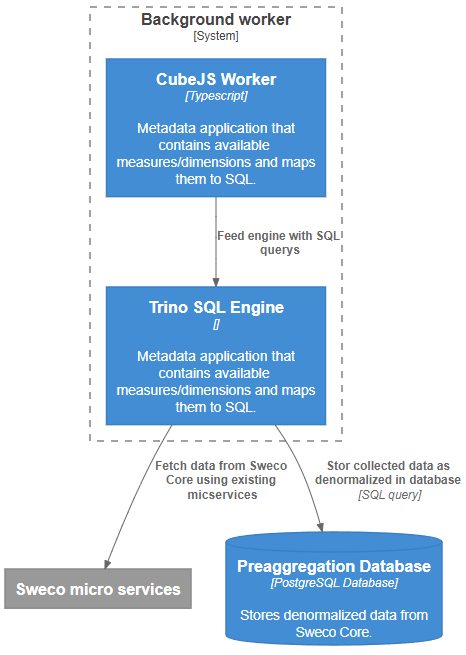 Background worker
[System]
CubeJS Worker
[Typescript]
Metadata application that
contains available
measures/dimensions and maps
them to SQL.
Feed engine with SQL
querys
Trino SQL Engine
[]
Metadata application that
contains available
measures/dimensions and maps
them to SQL.
Fetch data from Sweco
Core using existing
micservices
Stor collected data as
denormalized in database
[SQL query]
Sweco micro services
Preaggregation Database
[PostgreSQL Database]
Stores denormalized data from
Sweco Core.